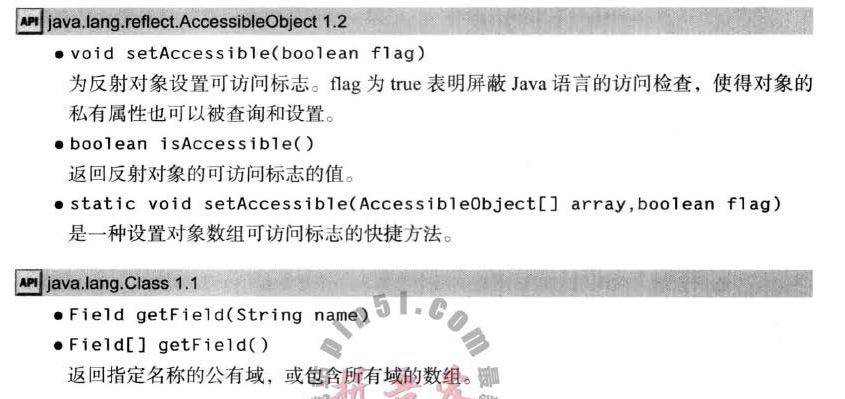 API java.lang.reflect.AccessibleObject 1.2
● void setAccessible(boolean flag)
为反射对象设置可访问标志。flag 为 true 表明屏蔽 Java 语言的访问检查，使得对象的
私有属性也可以被查询和设置。
● boolean isAccessible()
返回反射对象的可访问标志的值。
● static void setAccessible(AccessibleObject[] array,boolean flag)
是一种设置对象数组可访问标志的快捷方法。
API java.lang.Class 1.1
● Field getField(String name)
● Field[] getField()
返回指定名称的公有域，或包含所有域的数组。